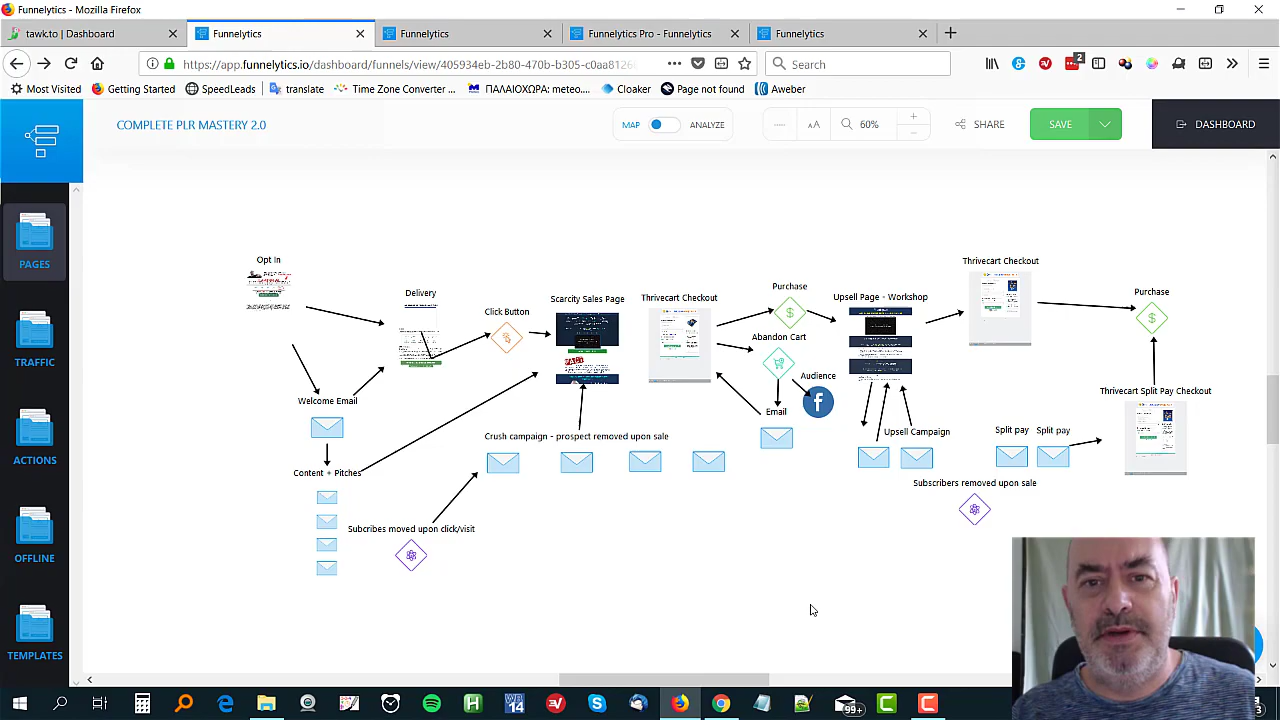 Funnelytics - Mozilla Firefox
tawk.to | Dashboard
Funnelytics
Funnelytics
Funnelytics Pro - Funnelytics
Funnelytics
https://app.funnelytics.io/dashboard/funnels/view/405934eb-2b80-470b-b305-c0aa8126
Search
2
Most Visited
Getting Started
SpeedLeads
translate
Time Zone Converter ...
ΠΑΛΑΙΟΧΩΡΑ: meteo...
Cloaker
Page not found
Aweber
COMPLETE PLR MASTERY 2.0
MAP
ANALYZE
AA
60%
SHARE
SAVE
DASHBOARD
PAGES
TRAFFIC
ACTIONS
OFFLINE
TEMPLATES
Opt In
Delivery
Click Button
Scarcity Sales Page
Thrivecart Checkout
Purchase
Abandon Cart
Audience
Email
Upsell Page - Workshop
Thrivecart Checkout
Purchase
Thrivecart Split Pay Checkout
Welcome Email
Content + Pitches
Crush campaign - prospect removed upon sale
Upsell Campaign
Split pay
Split pay
Subcribes moved upon click/visit
Subscribers removed upon sale
99+